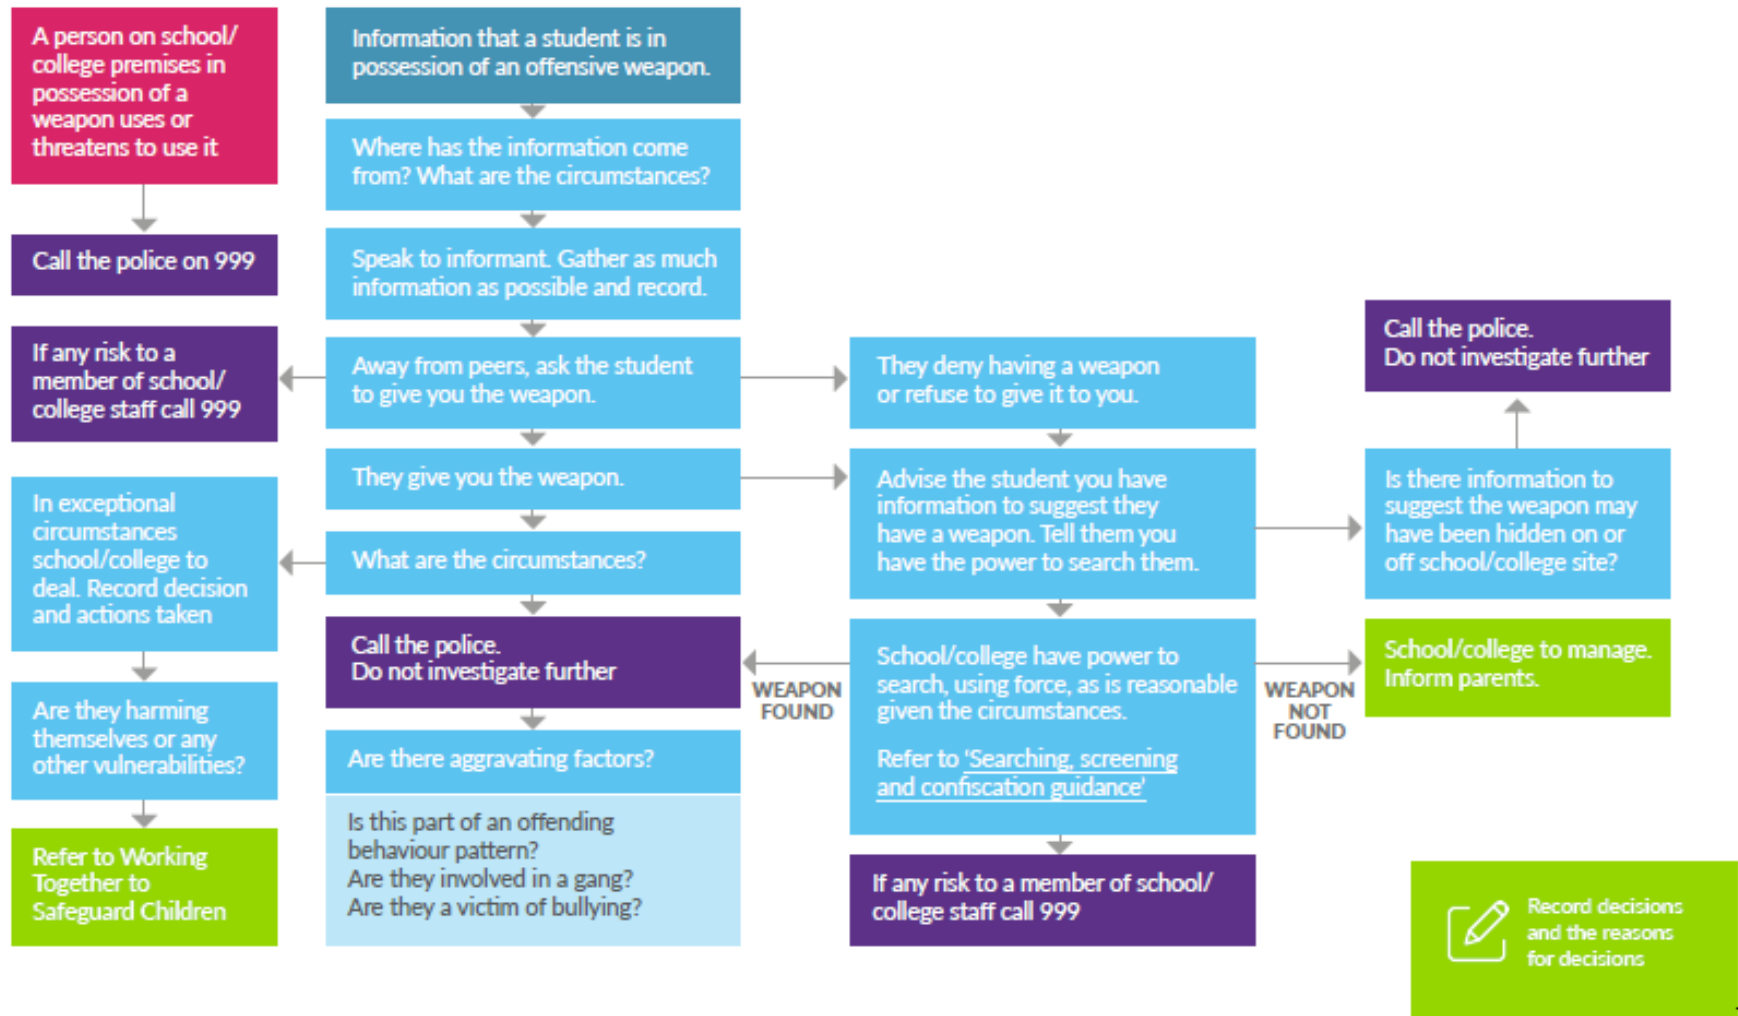 A person on school/
college premises in
possession of a
weapon uses or
threatens to use it
Call the police on 999
If any risk to a
member of school/
college staff call 999
In exceptional
circumstances
school/college to
deal. Record decision
and actions taken
Are they harming
themselves or any
other vulnerabilities?
Refer to Working
Together to
Safeguard Children
Information that a student is in
possession of an offensive weapon.
Where has the information come
from? What are the circumstances?
Speak to informant. Gather as much
information as possible and record.
Away from peers, ask the student
to give you the weapon.
They give you the weapon.
What are the circumstances?
Call the police.
Do not investigate further
Are there aggravating factors?
Is this part of an offending
behaviour pattern?
Are they involved in a gang?
Are they a victim of bullying?
They deny having a weapon
or refuse to give it to you.
Advise the student you have
information to suggest they
have a weapon. Tell them you
have the power to search them.
WEAPON
FOUND
School/college have power to
search, using force, as is reasonable
given the circumstances.
Refer to 'Searching, screening
and confiscation guidance'
WEAPON
NOT
FOUND
If any risk to a member of school/
college staff call 999
Call the police.
Do not investigate further
Is there information to
suggest the weapon may
have been hidden on or
off school/college site?
School/college to manage.
Inform parents.
Record decisions
and the reasons
for decisions